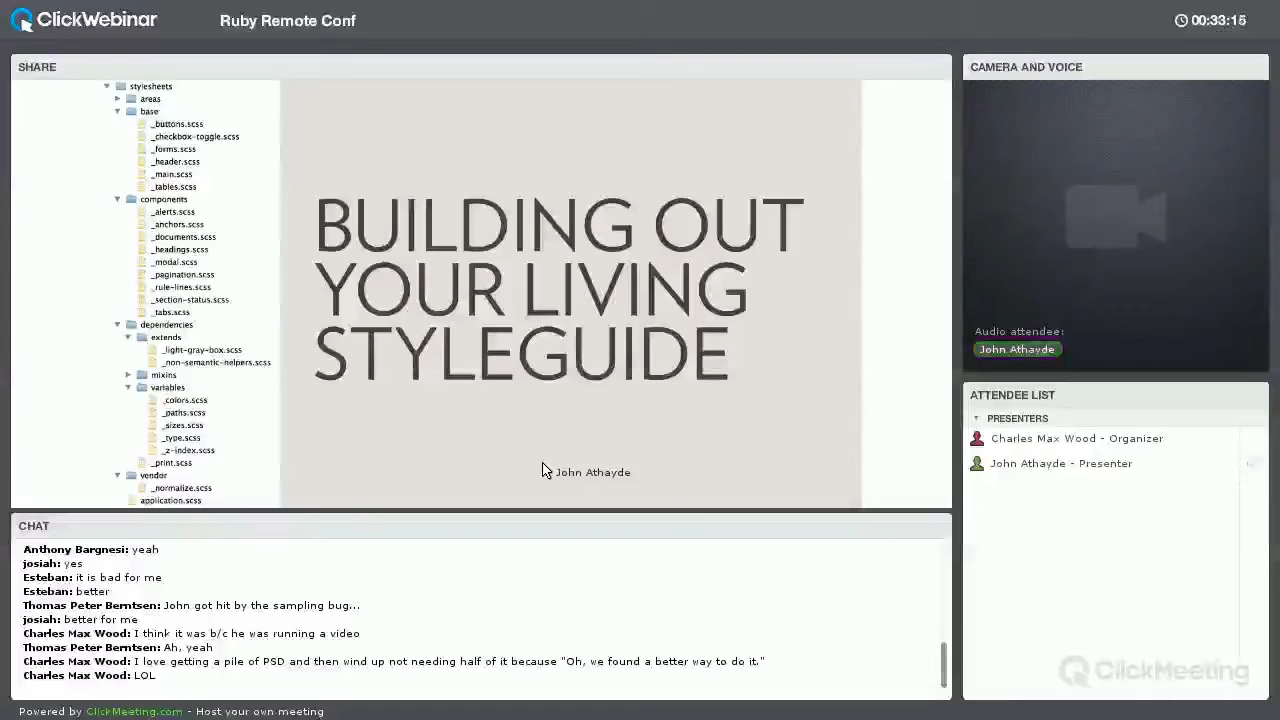 ClickWebinar
Ruby Remote Conf
00:33:15
SHARE
stylesheets
areas
base
_buttons.scss
_checkbox-toggle.scss
_forms.scss
_header.scss
_main.scss
_tables.scss
components
_alerts.scss
_anchors.scss
_documents.scss
_headings.scss
_modal.scss
_pagination.scss
_rule-lines.scss
_section-status.scss
_tabs.scss
dependencies
extends
_light-gray-box.scss
_non-semantic-helpers.scss
mixins
variables
_colors.scss
_paths.scss
_sizes.scss
_type.scss
_z-index.scss
_print.scss
vendor
_normalize.scss
application.scss
BUILDING OUT
YOUR LIVING
STYLEGUIDE
John Athayde
CAMERA AND VOICE
Audio attendee:
John Athayde
ATTENDEE LIST
PRESENTERS
Charles Max Wood - Organizer
John Athayde - Presenter
CHAT
Anthony Bargnesi: yeah
josiah: yes
Esteban: it is bad for me
Esteban: better
Thomas Peter Berntsen: John got hit by the sampling bug...
josiah: better for me
Charles Max Wood: I think it was b/c he was running a video
Thomas Peter Berntsen: Ah, yeah
Charles Max Wood: I love getting a pile of PSD and then wind up not needing half of it because "Oh, we found a better way to do it."
Charles Max Wood: LOL
ClickMeeting
Powered by ClickMeeting.com - Host your own meeting